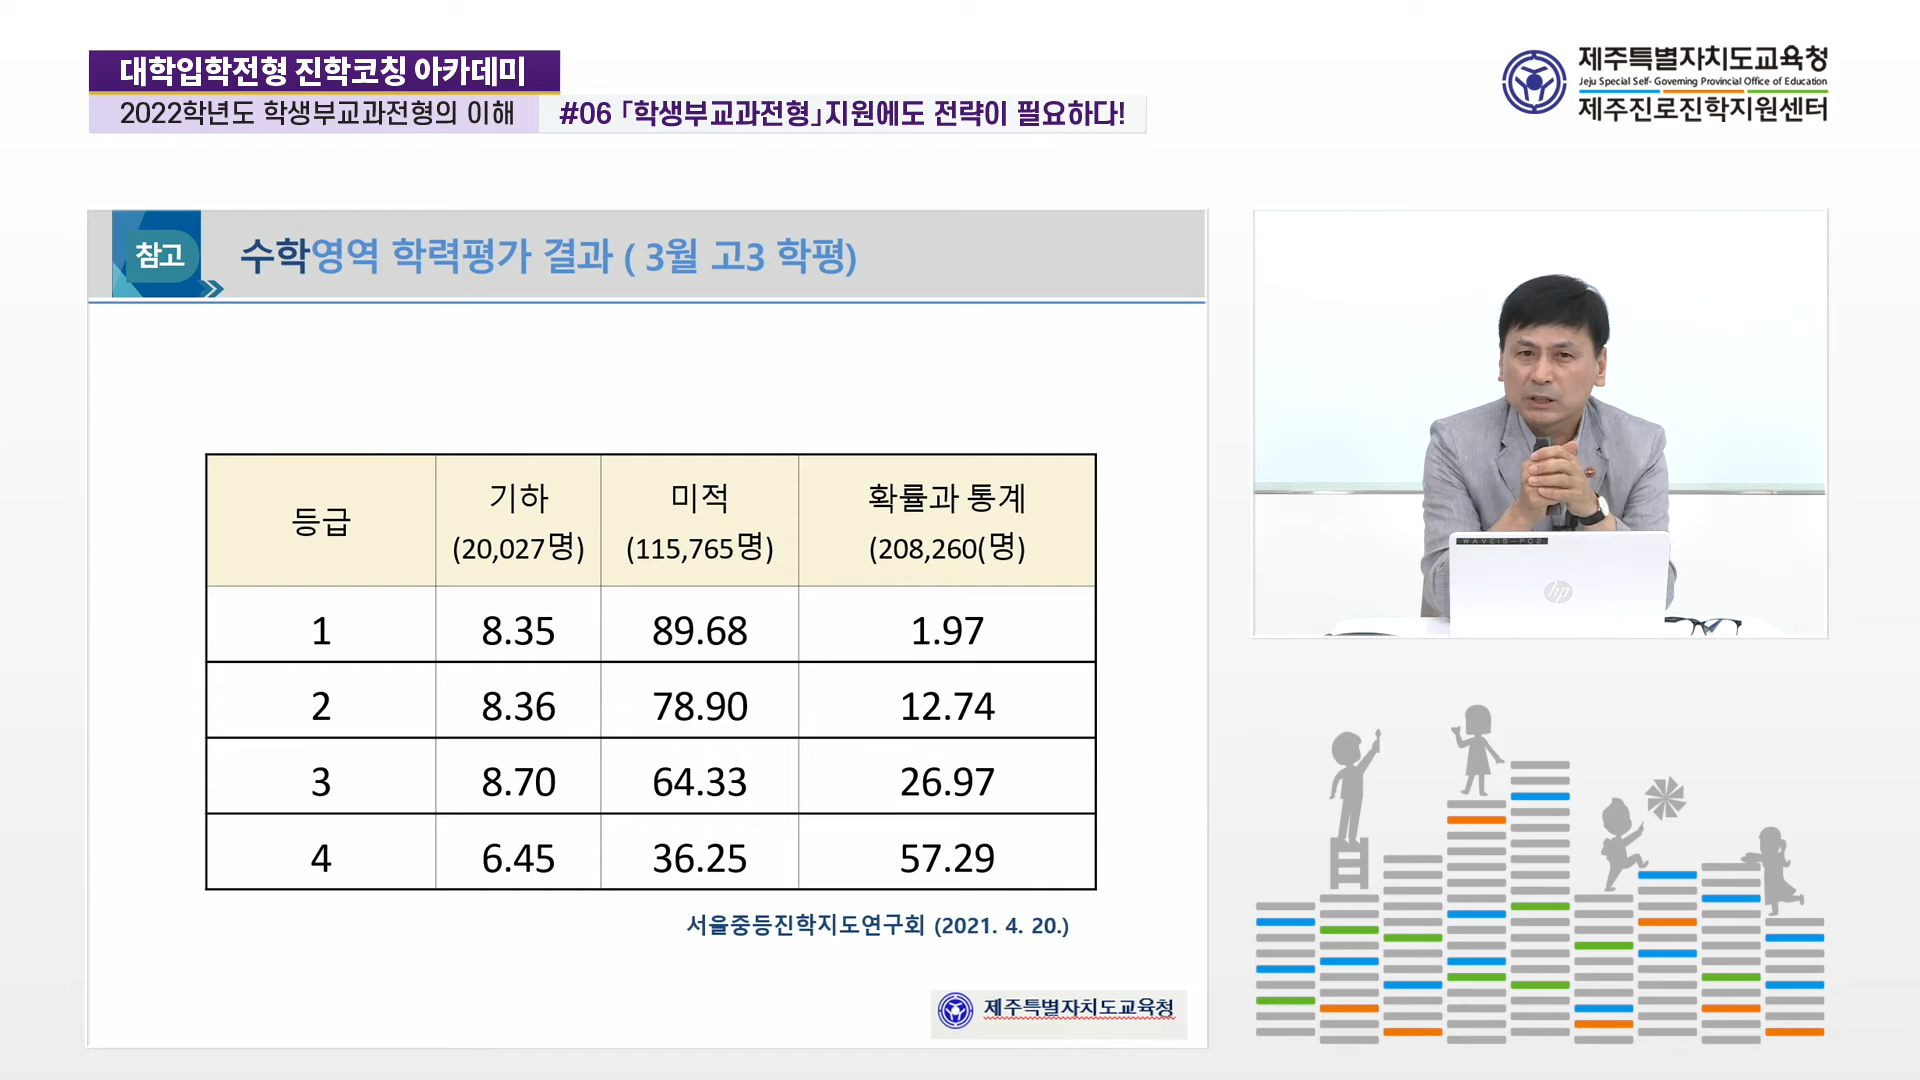 대학입학전형 진학코칭 아카데미
2022학년도 학생부교과전형의 이해
#06 「학생부교과전형」지원에도 전략이 필요하다!
제주특별자치도교육청
Jeju Special Self- Governing Provincial Office of Education
제주진로진학지원센터
참고
수학영역 학력평가 결과 ( 3월 고3 학평)
등급 기하 미적 확률과 통계
(20,027명) (115,765명) (208,260(명)
1 8.35 89.68 1.97
2 8.36 78.90 12.74
3 8.70 64.33 26.97
4 6.45 36.25 57.29
서울중등진학지도연구회 (2021. 4. 20.)
제주특별자치도교육청
WAVEIS-PC2
hp